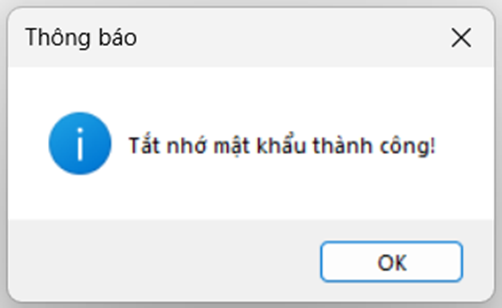 Thông báo
Tắt nhớ mật khẩu thành công!
OK